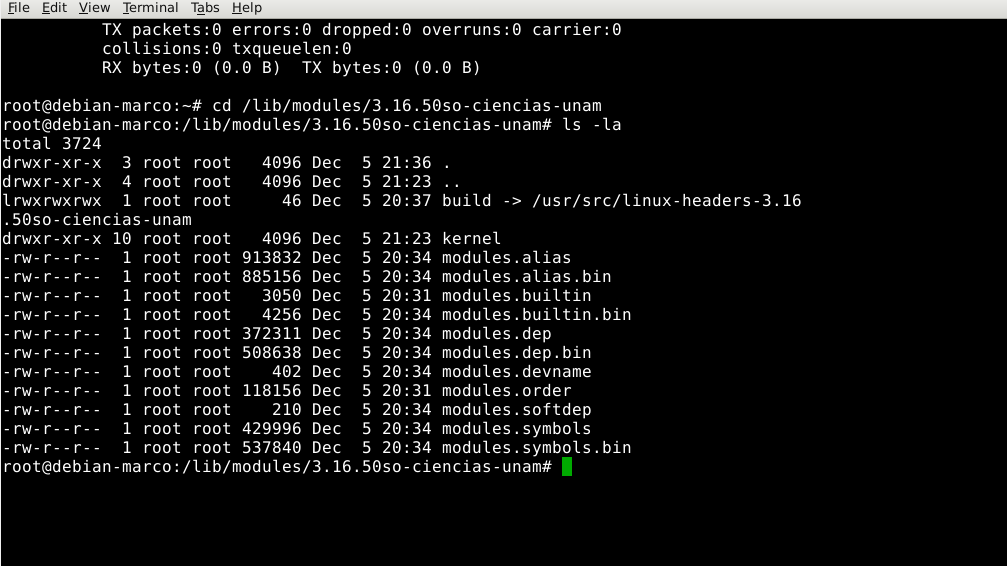 File Edit View Terminal Tabs Help
          TX packets:0 errors:0 dropped:0 overruns:0 carrier:0
          collisions:0 txqueuelen:0
          RX bytes:0 (0.0 B)  TX bytes:0 (0.0 B)

root@debian-marco:~# cd /lib/modules/3.16.50so-ciencias-unam
root@debian-marco:/lib/modules/3.16.50so-ciencias-unam# ls -la
total 3724
drwxr-xr-x  3 root root   4096 Dec  5 21:36 .
drwxr-xr-x  4 root root   4096 Dec  5 21:23 ..
lrwxrwxrwx  1 root root     46 Dec  5 20:37 build -> /usr/src/linux-headers-3.16
.50so-ciencias-unam
drwxr-xr-x 10 root root   4096 Dec  5 21:23 kernel
-rw-r--r--  1 root root 913832 Dec  5 20:34 modules.alias
-rw-r--r--  1 root root 885156 Dec  5 20:34 modules.alias.bin
-rw-r--r--  1 root root   3050 Dec  5 20:31 modules.builtin
-rw-r--r--  1 root root   4256 Dec  5 20:34 modules.builtin.bin
-rw-r--r--  1 root root 372311 Dec  5 20:34 modules.dep
-rw-r--r--  1 root root 508638 Dec  5 20:34 modules.dep.bin
-rw-r--r--  1 root root    402 Dec  5 20:34 modules.devname
-rw-r--r--  1 root root 118156 Dec  5 20:31 modules.order
-rw-r--r--  1 root root    210 Dec  5 20:34 modules.softdep
-rw-r--r--  1 root root 429996 Dec  5 20:34 modules.symbols
-rw-r--r--  1 root root 537840 Dec  5 20:34 modules.symbols.bin
root@debian-marco:/lib/modules/3.16.50so-ciencias-unam#